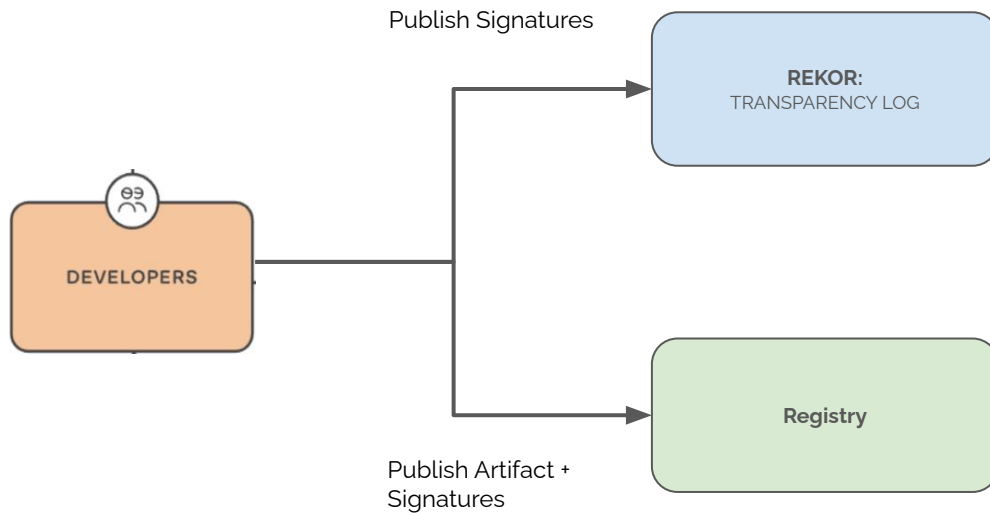 Publish Signatures
REKOR:
TRANSPARENCY LOG
DEVELOPERS
Registry
Publish Artifact +
Signatures